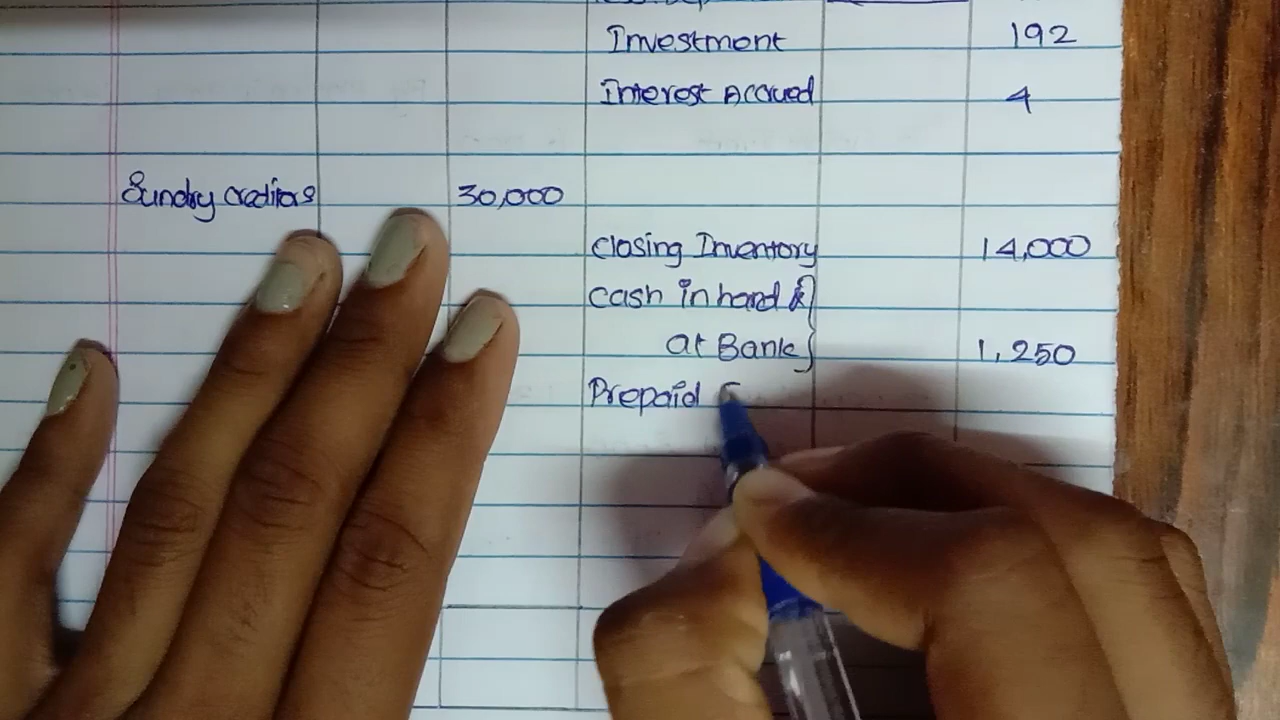 Investment 192
Interest Accrued 4
Sundry creditors 30,000
Closing Inventory 14,000
Cash in hand &
at Bank 1,250
Prepaid